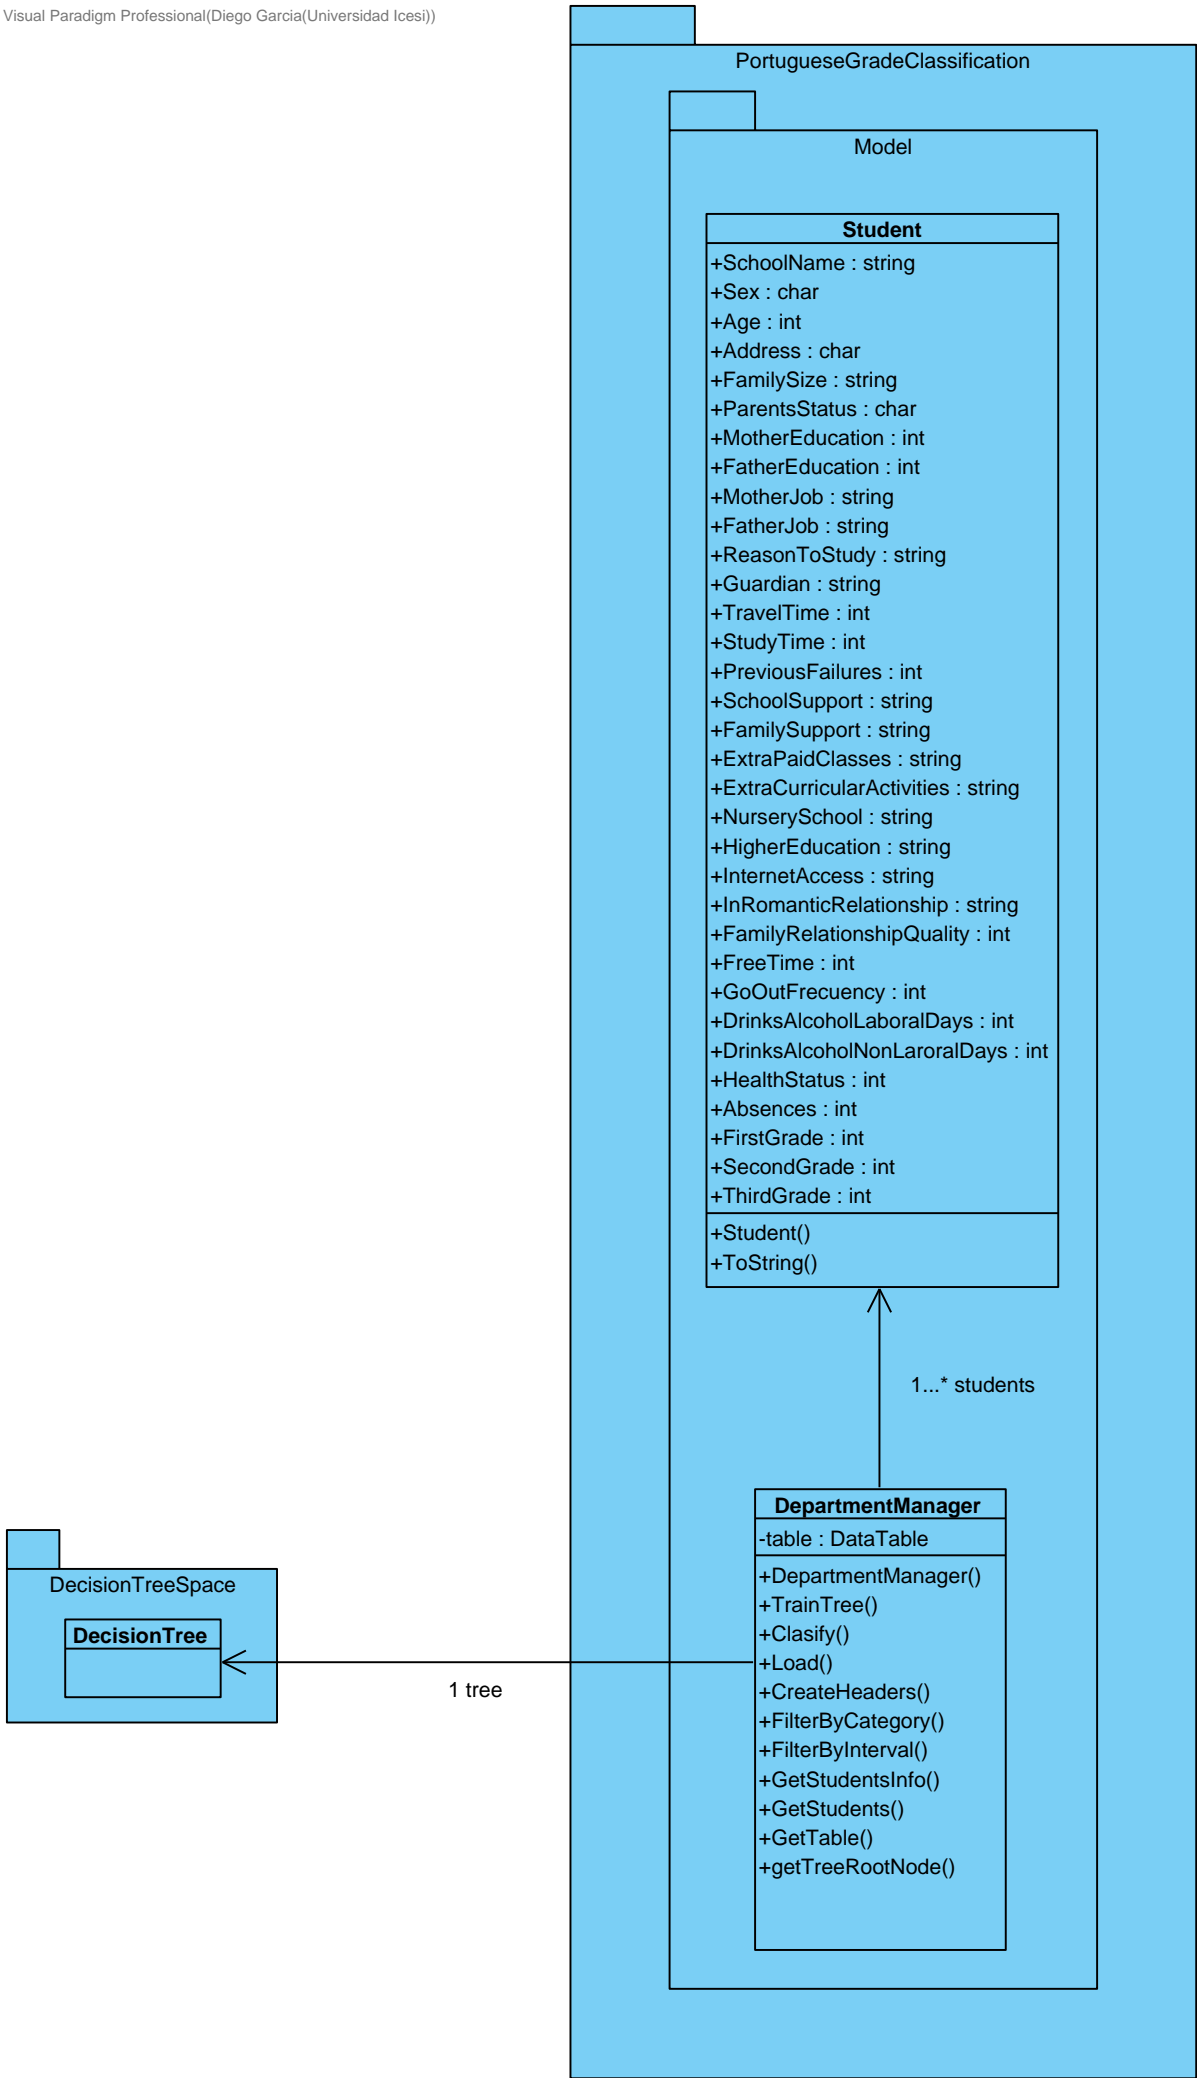 Visual Paradigm Professional(Diego Garcia(Universidad Icesi))
PortugueseGradeClassification
Model
Student
+SchoolName : string
+Sex : char
+Age : int
+Address : char
+FamilySize : string
+ParentsStatus : char
+MotherEducation : int
+FatherEducation : int
+MotherJob : string
+FatherJob : string
+ReasonToStudy : string
+Guardian : string
+TravelTime : int
+StudyTime : int
+PreviousFailures : int
+SchoolSupport : string
+FamilySupport : string
+ExtraPaidClasses : string
+ExtraCurricularActivities : string
+NurserySchool : string
+HigherEducation : string
+InternetAccess : string
+InRomanticRelationship : string
+FamilyRelationshipQuality : int
+FreeTime : int
+GoOutFrecuency : int
+DrinksAlcoholLaboralDays : int
+DrinksAlcoholNonLaroralDays : int
+HealthStatus : int
+Absences : int
+FirstGrade : int
+SecondGrade : int
+ThirdGrade : int
+Student()
+ToString()
1...* students
DepartmentManager
-table : DataTable
+DepartmentManager()
+TrainTree()
+Clasify()
+Load()
+CreateHeaders()
+FilterByCategory()
+FilterByInterval()
+GetStudentsInfo()
+GetStudents()
+GetTable()
+getTreeRootNode()
DecisionTreeSpace
DecisionTree
1 tree